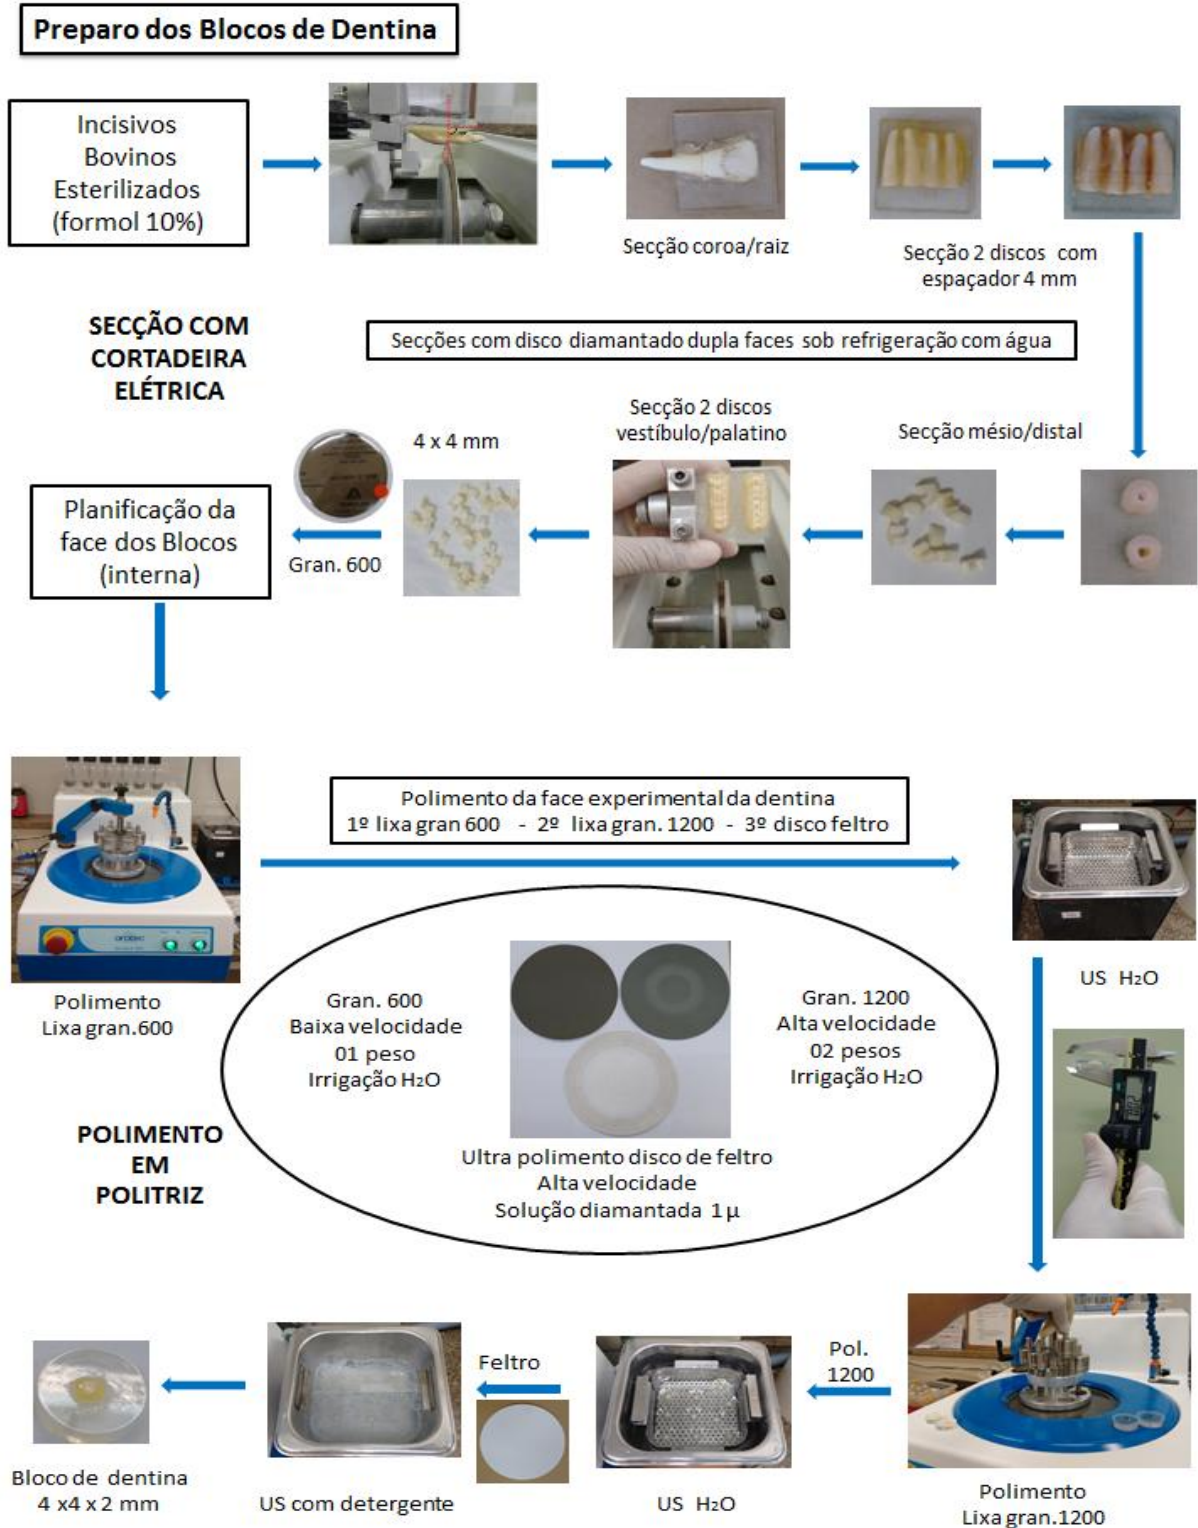 Preparo dos Blocos de Dentina
Incisivos
Bovinos
Esterilizados
(formol 10%)
Secção coroa/raiz
Secção 2 discos com
espaçador 4 mm
SECÇÃO COM
CORTADEIRA
ELÉTRICA
Secções com disco diamantado dupla faces sob refrigeração com água
Secção 2 discos
vestíbulo/palatino
Secção mésio/distal
4 x 4 mm
Gran. 600
Planificação da
face dos Blocos
(interna)
Polimento da face experimental da dentina
1º lixa gran 600 - 2º lixa gran. 1200 - 3º disco feltro
Polimento
Lixa gran.600
US H₂O
Gran. 600
Baixa velocidade
01 peso
Irrigação H₂O
Gran. 1200
Alta velocidade
02 pesos
Irrigação H₂O
Ultra polimento disco de feltro
Alta velocidade
Solução diamantada 1µ
POLIMENTO
EM
POLITRIZ
Pol.
1200
Feltro
Bloco de dentina
4 x4 x 2 mm
US com detergente
US H₂O
Polimento
Lixa gran.1200